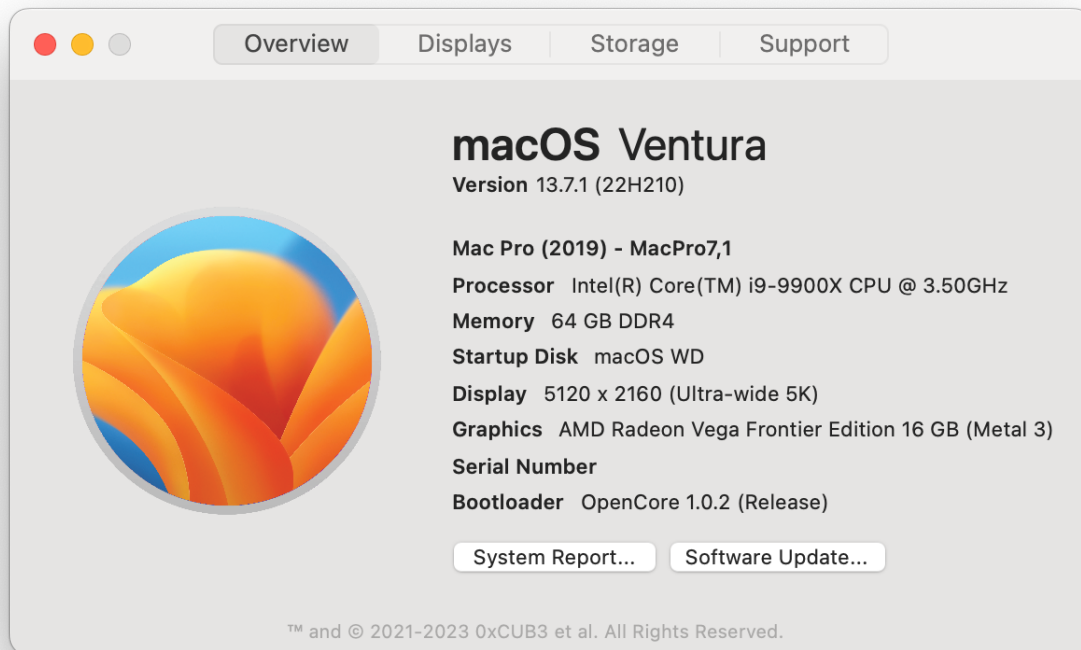 Overview Displays Storage Support
macOS Ventura
Version 13.7.1 (22H210)
Mac Pro (2019) - MacPro7,1
Processor Intel(R) Core(TM) i9-9900X CPU @ 3.50GHz
Memory 64 GB DDR4
Startup Disk macOS WD
Display 5120 x 2160 (Ultra-wide 5K)
Graphics AMD Radeon Vega Frontier Edition 16 GB (Metal 3)
Serial Number
Bootloader OpenCore 1.0.2 (Release)
System Report... Software Update...
™ and © 2021-2023 0xCUB3 et al. All Rights Reserved.